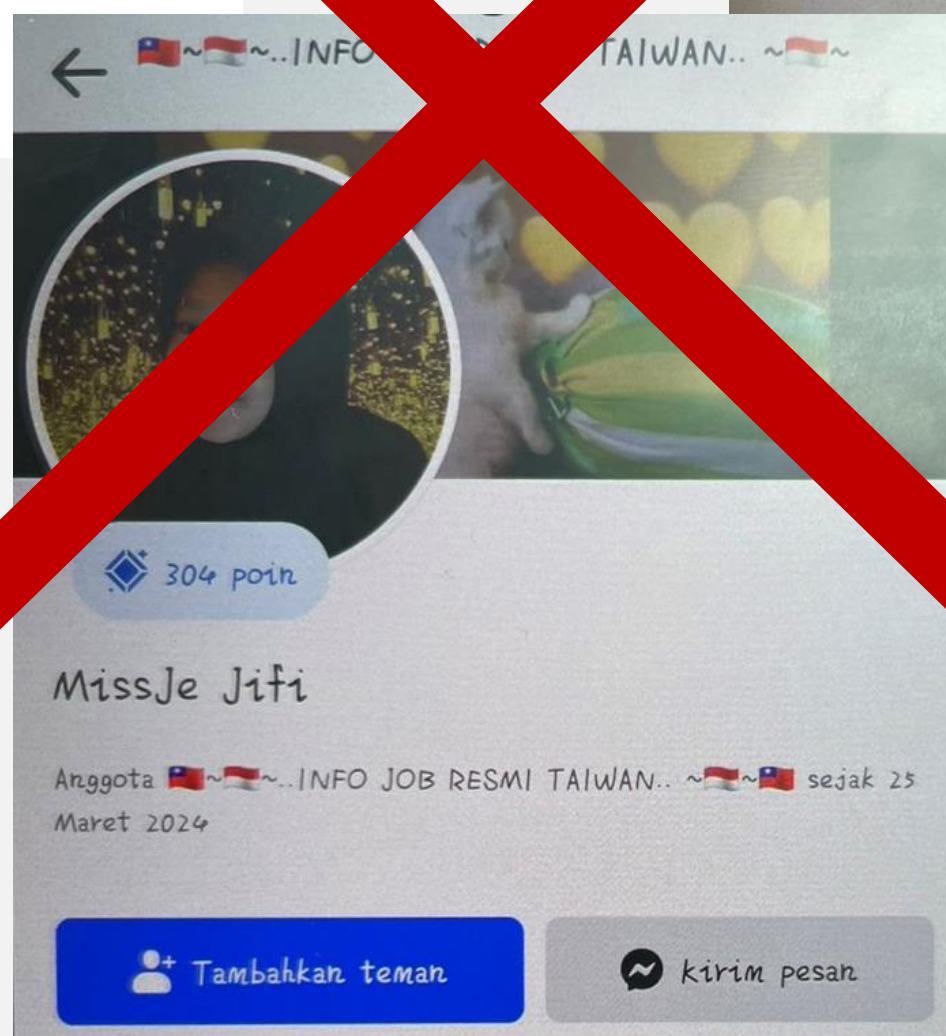 🇹🇼~🇮🇩~..INFO TAIWAN.. ~🇮🇩~
304 poin
MissJe Jifi
Anggota 🇹🇼~🇮🇩~..INFO JOB RESMI TAIWAN.. ~🇮🇩~🇹🇼 sejak 25
Maret 2024
Tambahkan teman
kirim pesan